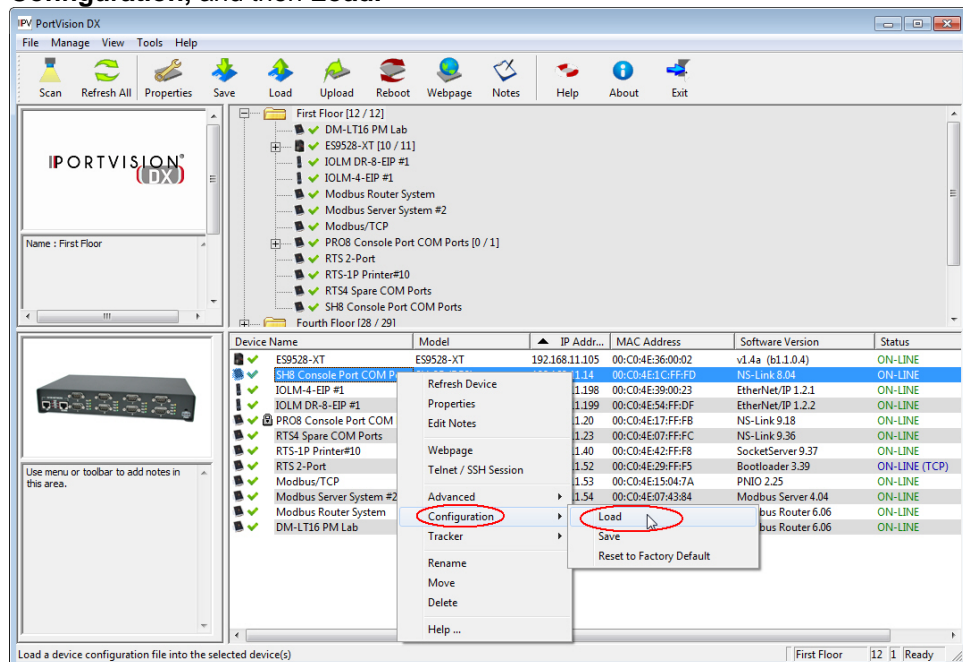 Configuration, and then Load.
IPV PortVision DX
File Manage View Tools Help
Scan Refresh All Properties Save Load Upload Reboot Webpage Notes Help About Exit
IPORTVISION®
DX
Name : First Floor
First Floor [12 / 12]
DM-LT16 PM Lab
ES9528-XT [10 / 11]
IOLM DR-8-EIP #1
IOLM-4-EIP #1
Modbus Router System
Modbus Server System #2
Modbus/TCP
PRO8 Console Port COM Ports [0 / 1]
RTS 2-Port
RTS-1P Printer#10
RTS4 Spare COM Ports
SH8 Console Port COM Ports
Fourth Floor [28 / 29]
Use menu or toolbar to add notes in
this area.
Device Name Model IP Addr... MAC Address Software Version Status
ES9528-XT ES9528-XT 192.168.11.105 00:C0:4E:36:00:02 v1.4a (b1.1.0.4) ON-LINE
SH8 Console Port COM P 1.14 00:C0:4E:1C:FF:FD NS-Link 8.04 ON-LINE
IOLM-4-EIP #1 1.198 00:C0:4E:39:00:23 EtherNet/IP 1.2.1 ON-LINE
IOLM DR-8-EIP #1 1.199 00:C0:4E:54:FF:DF EtherNet/IP 1.2.2 ON-LINE
PRO8 Console Port COM 1.20 00:C0:4E:17:FF:FB NS-Link 9.18 ON-LINE
RTS4 Spare COM Ports 1.23 00:C0:4E:07:FF:FC NS-Link 9.36 ON-LINE
RTS-1P Printer#10 1.40 00:C0:4E:42:FF:F8 SocketServer 9.37 ON-LINE
RTS 2-Port 1.52 00:C0:4E:29:FF:F5 Bootloader 3.39 ON-LINE (TCP)
Modbus/TCP 1.53 00:C0:4E:15:04:7A PNIO 2.25 ON-LINE
Modbus Server System #2 1.54 00:C0:4E:07:43:84 Modbus Server 4.04 ON-LINE
Modbus Router System bus Router 6.06 ON-LINE
DM-LT16 PM Lab bus Router 6.06 ON-LINE
Refresh Device
Properties
Edit Notes
Webpage
Telnet / SSH Session
Advanced
Configuration
Tracker
Rename
Move
Delete
Help ...
Load
Save
Reset to Factory Default
Load a device configuration file into the selected device(s) First Floor 12 1 Ready